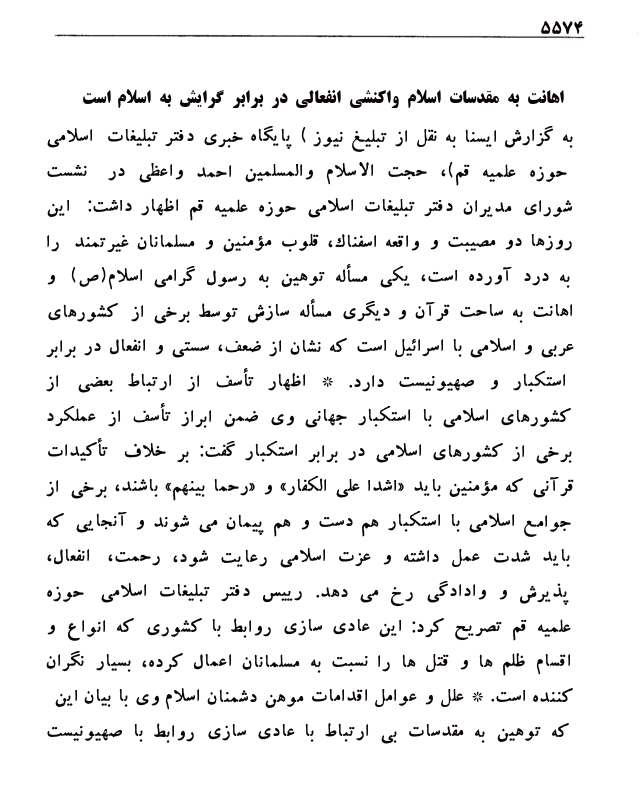 ۵۵۷۴
اهانت به مقدسات اسلام واکنشی انفعالی در برابر گرایش به اسلام است
به گزارش ایسنا به نقل از تبلیغ نیوز ) پایگاه خبری دفتر تبلیغات اسلامی
حوزه علمیه قم)، حجت الاسلام والمسلمین احمد واعظی در نشست
شورای مدیران دفتر تبلیغات اسلامی حوزه علمیه قم اظهار داشت: این
روزها دو مصیبت و واقعه اسفناك، قلوب مؤمنین و مسلمانان غیرتمند را
به درد آورده است، یکی مسأله توهین به رسول گرامی اسلام(ص) و
اهانت به ساحت قرآن و دیگری مسأله سازش توسط برخی از کشورهای
عربی و اسلامی با اسرائیل است که نشان از ضعف، سستی و انفعال در برابر
استکبار و صهیونیست دارد. * اظهار تأسف از ارتباط بعضی از
کشورهای اسلامی با استکبار جهانی وی ضمن ابراز تأسف از عملکرد
برخی از کشورهای اسلامی در برابر استکبار گفت: بر خلاف تأکیدات
قرآنی که مؤمنین باید «اشدا علی الکفار» و «رحما بینهم» باشند، برخی از
جوامع اسلامی با استکبار هم دست و هم پیمان می شوند و آنجایی که
باید شدت عمل داشته و عزت اسلامی رعایت شود، رحمت، انفعال،
پذیرش و وادادگی رخ می دهد. رییس دفتر تبلیغات اسلامی حوزه
علمیه قم تصریح کرد: این عادی سازی روابط با کشوری که انواع و
اقسام ظلم ها و قتل ها را نسبت به مسلمانان اعمال کرده، بسیار نگران
کننده است. * علل و عوامل اقدامات موهن دشمنان اسلام وی با بیان این
که توهین به مقدسات بی ارتباط با عادی سازی روابط با صهیونیست